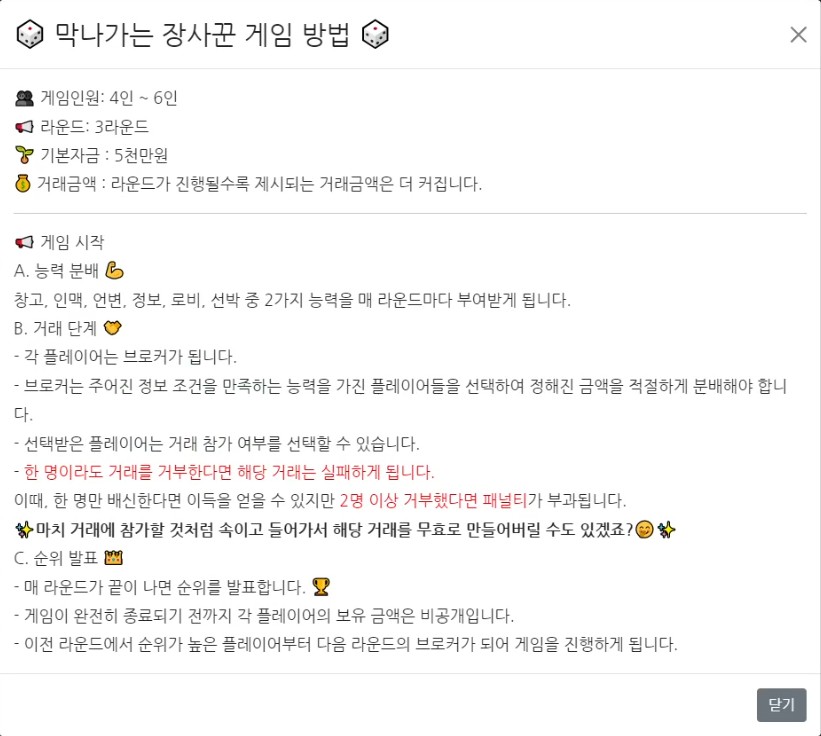 🎲 막나가는 장사꾼 게임 방법 🎲
👥 게임인원: 4인 ~ 6인
📢 라운드: 3라운드
🌱 기본자금 : 5천만원
💰 거래금액 : 라운드가 진행될수록 제시되는 거래금액은 더 커집니다.
📢 게임 시작
A. 능력 분배 💪
창고, 인맥, 언변, 정보, 로비, 선박 중 2가지 능력을 매 라운드마다 부여받게 됩니다.
B. 거래 단계 🤝
- 각 플레이어는 브로커가 됩니다.
- 브로커는 주어진 정보 조건을 만족하는 능력을 가진 플레이어들을 선택하여 정해진 금액을 적절하게 분배해야 합니
다.
- 선택받은 플레이어는 거래 참가 여부를 선택할 수 있습니다.
- 한 명이라도 거래를 거부한다면 해당 거래는 실패하게 됩니다.
이때, 한 명만 배신한다면 이득을 얻을 수 있지만 2명 이상 거부했다면 패널티가 부과됩니다.
✨마치 거래에 참가할 것처럼 속이고 들어가서 해당 거래를 무효로 만들어버릴 수도 있겠죠?😊✨
C. 순위 발표 👑
- 매 라운드가 끝이 나면 순위를 발표합니다. 🏆
- 게임이 완전히 종료되기 전까지 각 플레이어의 보유 금액은 비공개입니다.
- 이전 라운드에서 순위가 높은 플레이어부터 다음 라운드의 브로커가 되어 게임을 진행하게 됩니다.
닫기